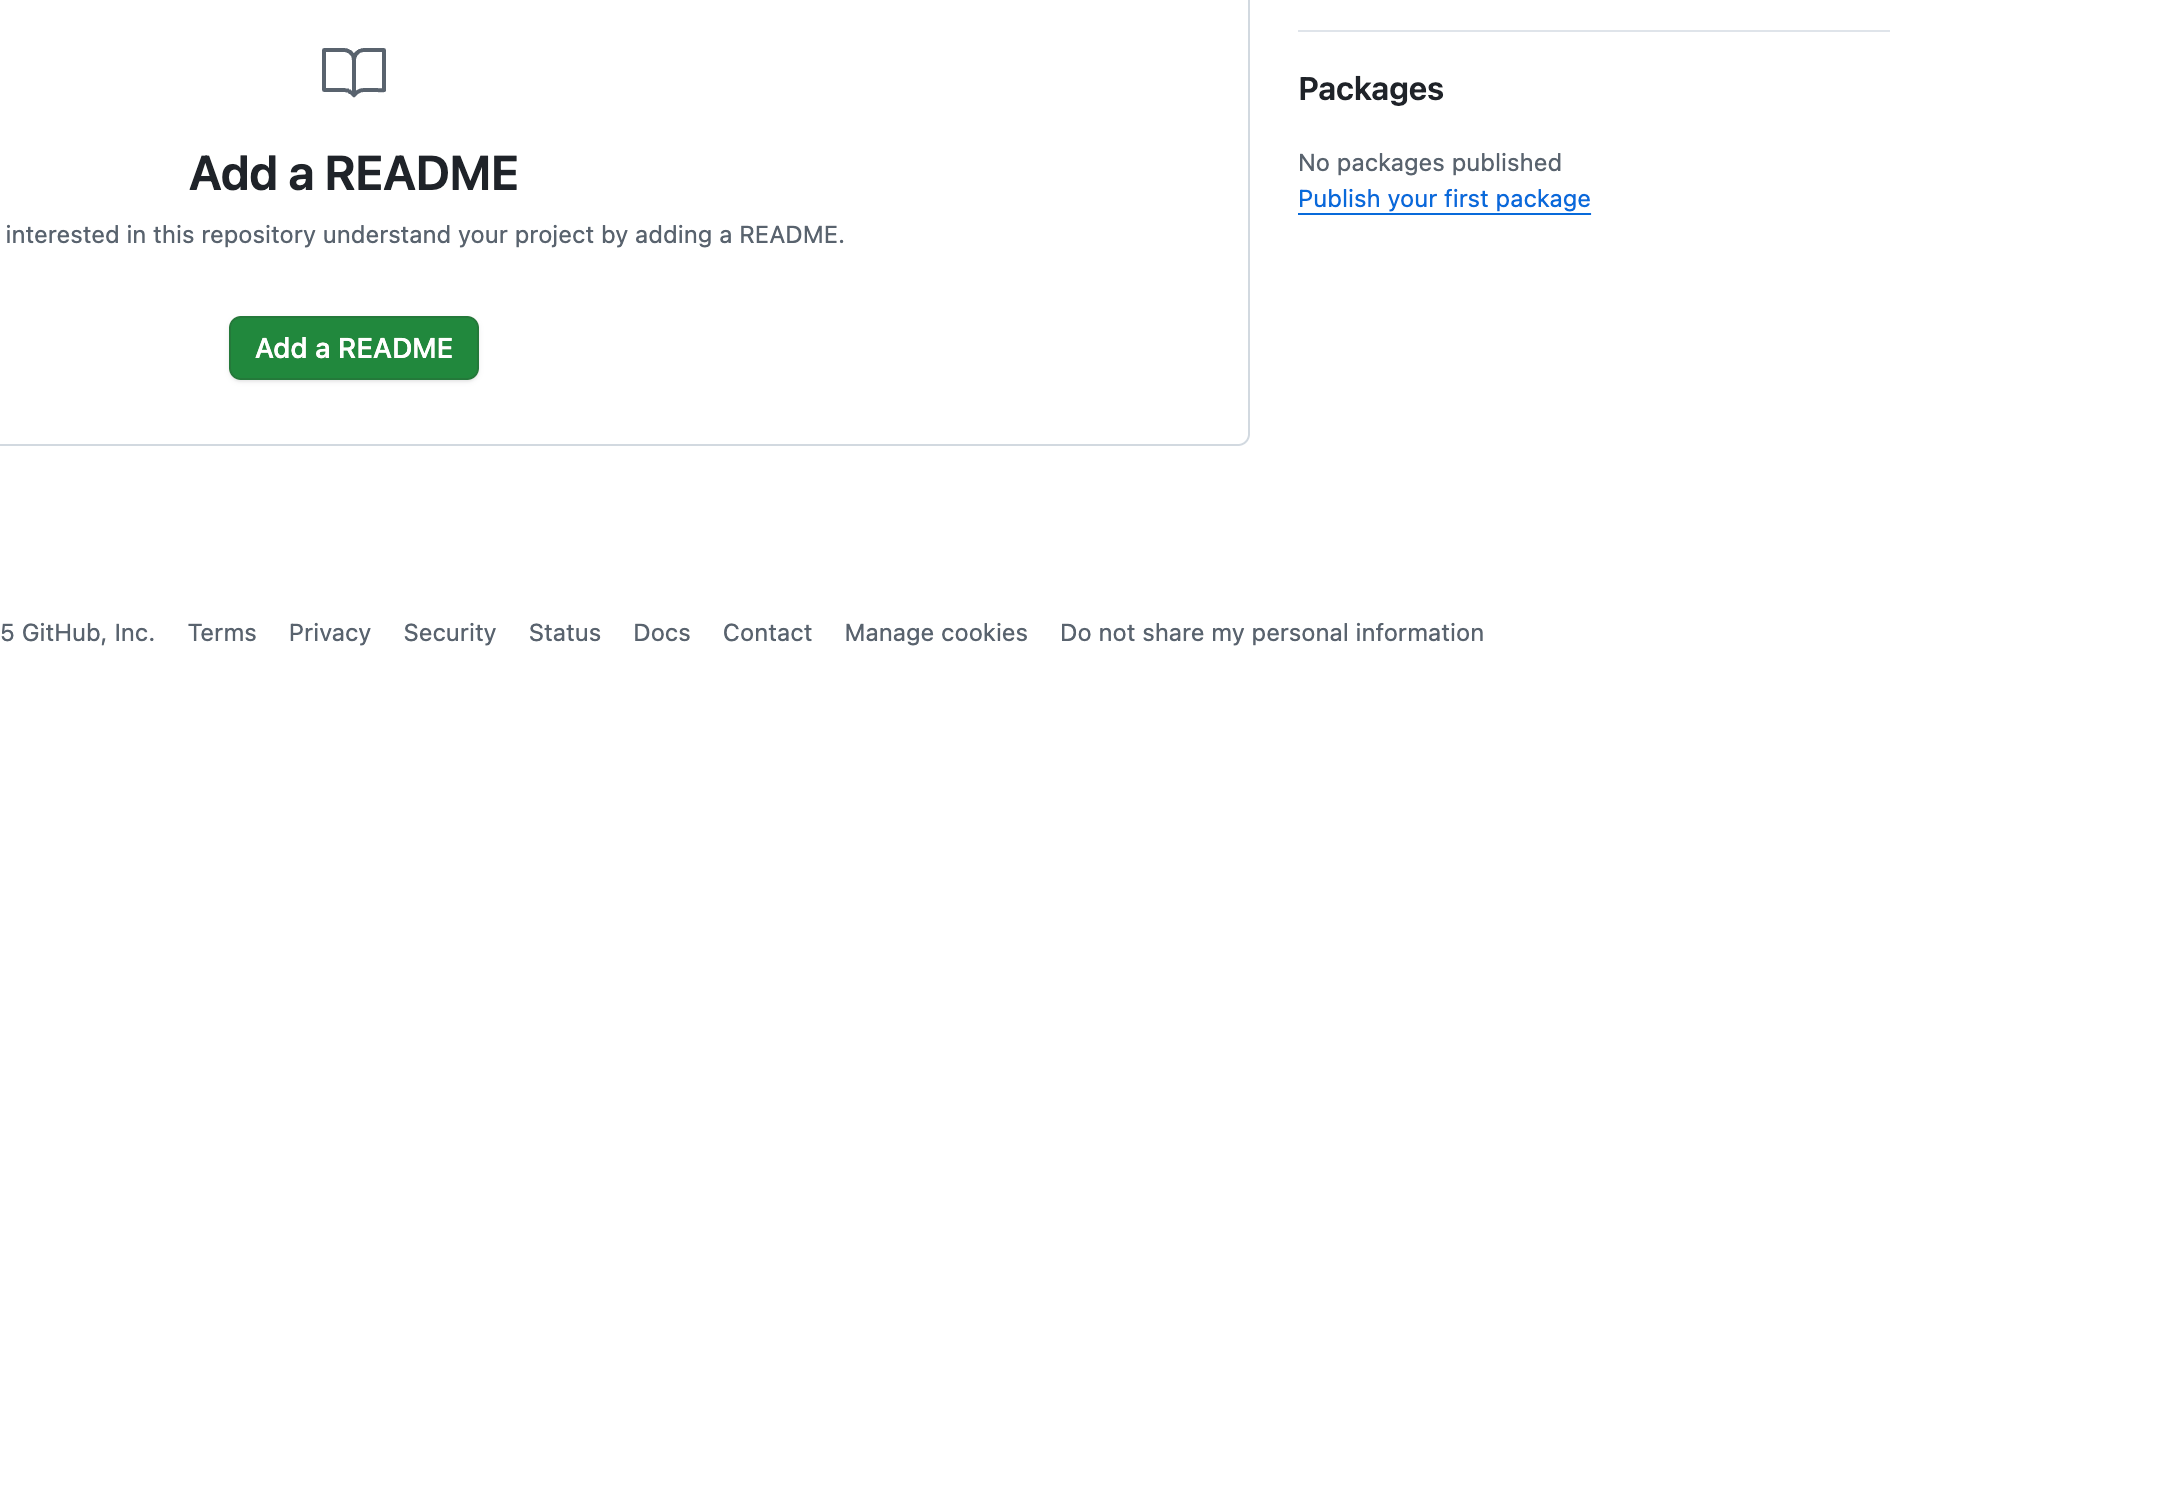 Add a README
interested in this repository understand your project by adding a README.
Add a README
Packages
No packages published
Publish your first package
5 GitHub, Inc. Terms Privacy Security Status Docs Contact Manage cookies Do not share my personal information